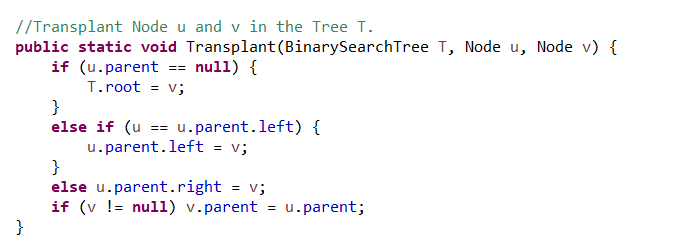 //Transplant Node u and v in the Tree T.
public static void Transplant(BinarySearchTree T, Node u, Node v) {
    if (u.parent == null) {
        T.root = v;
    }
    else if (u == u.parent.left) {
        u.parent.left = v;
    }
    else u.parent.right = v;
    if (v != null) v.parent = u.parent;
}